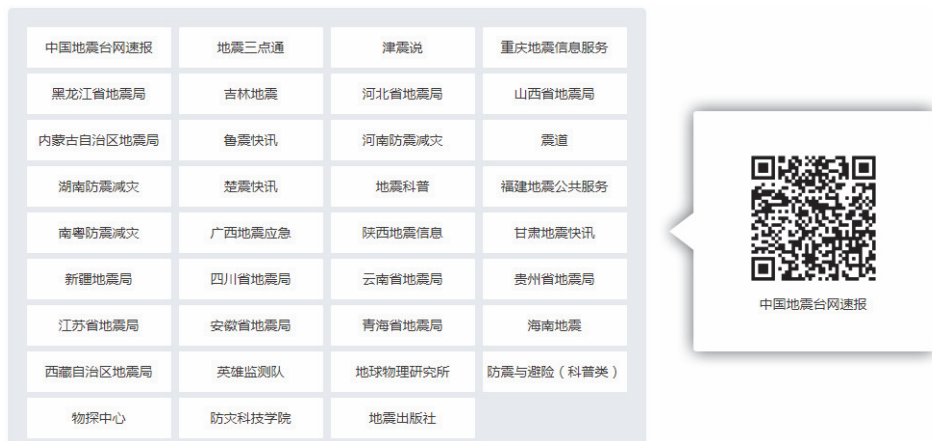 中国地震台网速报 地震三点通 津震说 重庆地震信息服务
黑龙江省地震局 吉林地震 河北省地震局 山西省地震局
内蒙古自治区地震局 鲁震快讯 河南防震减灾 震道
湖南防震减灾 楚震快讯 地震科普 福建地震公共服务
南粤防震减灾 广西地震应急 陕西地震信息 甘肃地震快讯
新疆地震局 四川省地震局 云南省地震局 贵州省地震局
江苏省地震局 安徽省地震局 青海省地震局 海南地震
西藏自治区地震局 英雄监测队 地球物理研究所 防震与避险（科普类）
物探中心 防灾科技学院 地震出版社
中国地震台网速报